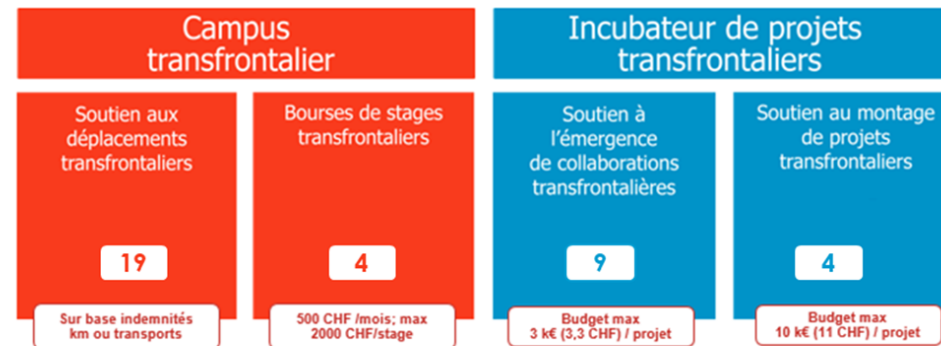 Campus
transfrontalier
Incubateur de projets
transfrontaliers
Soutien aux
déplacements
transfrontaliers
19
Sur base indemnités
km ou transports
Bourses de stages
transfrontaliers
4
500 CHF /mois; max
2000 CHF/stage
Soutien à
l'émergence
de collaborations
transfrontalières
9
Budget max
3 k€ (3,3 CHF) / projet
Soutien au montage
de projets
transfrontaliers
4
Budget max
10 k€ (11 CHF) / projet